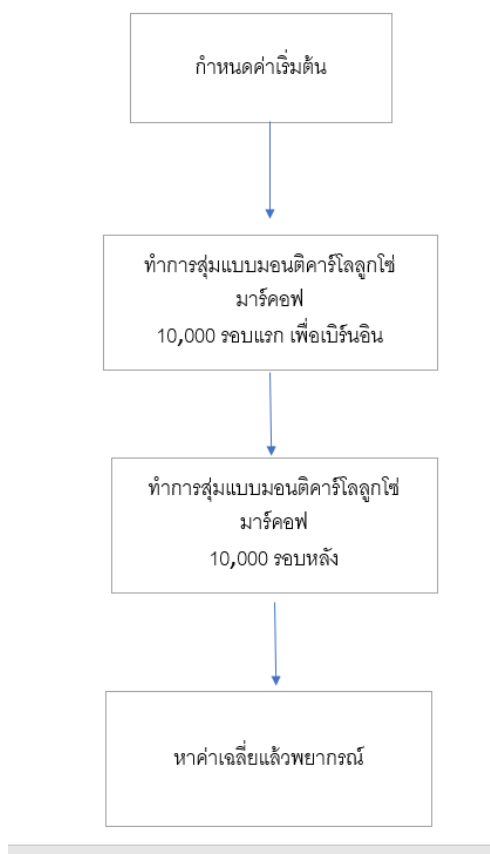 กำหนดค่าเริ่มต้น
ทำการสุ่มแบบมอนติคาร์โลลูกโซ่
มาร์คอฟ
10,000 รอบแรก เพื่อเบิร์นอิน
ทำการสุ่มแบบมอนติคาร์โลลูกโซ่
มาร์คอฟ
10,000 รอบหลัง
หาค่าเฉลี่ยแล้วพยากรณ์